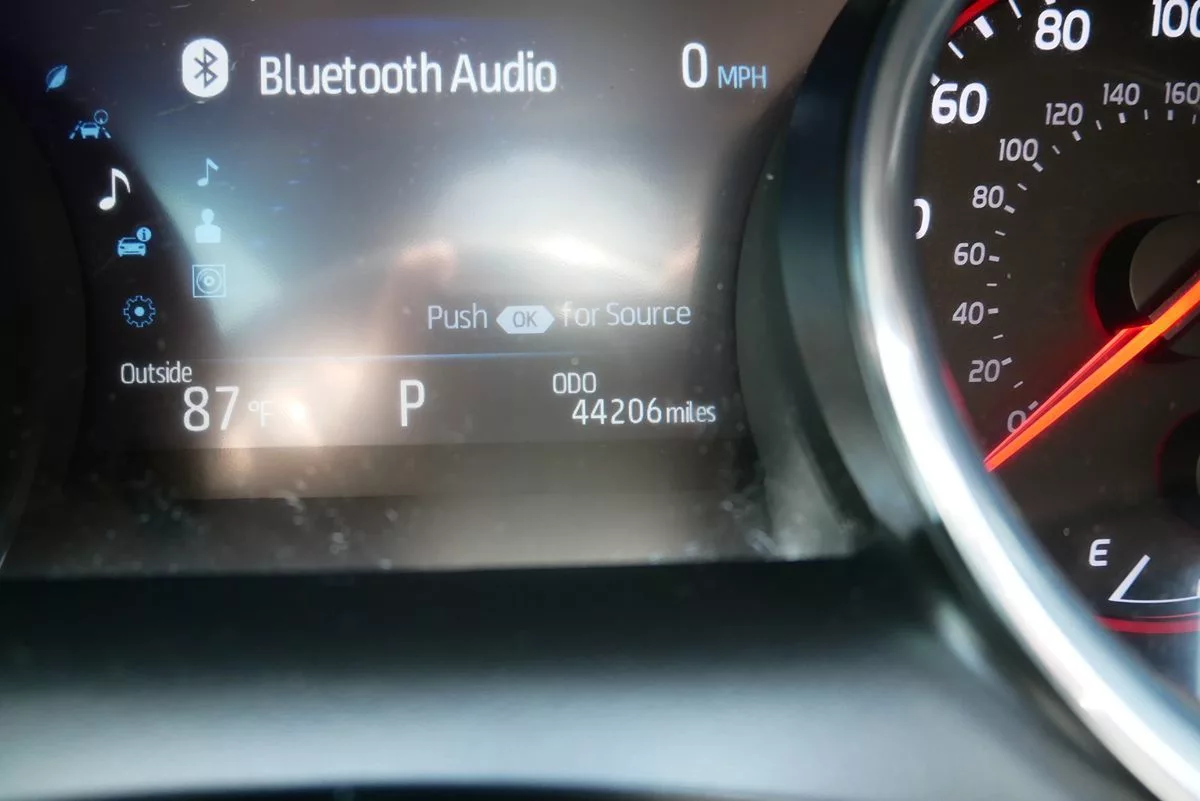 Bluetooth Audio
0 MPH
Push OK for Source
Outside
87 °F
P
ODO
44206 miles
80
100
60
160
140
120
100
80
60
40
20
0
E